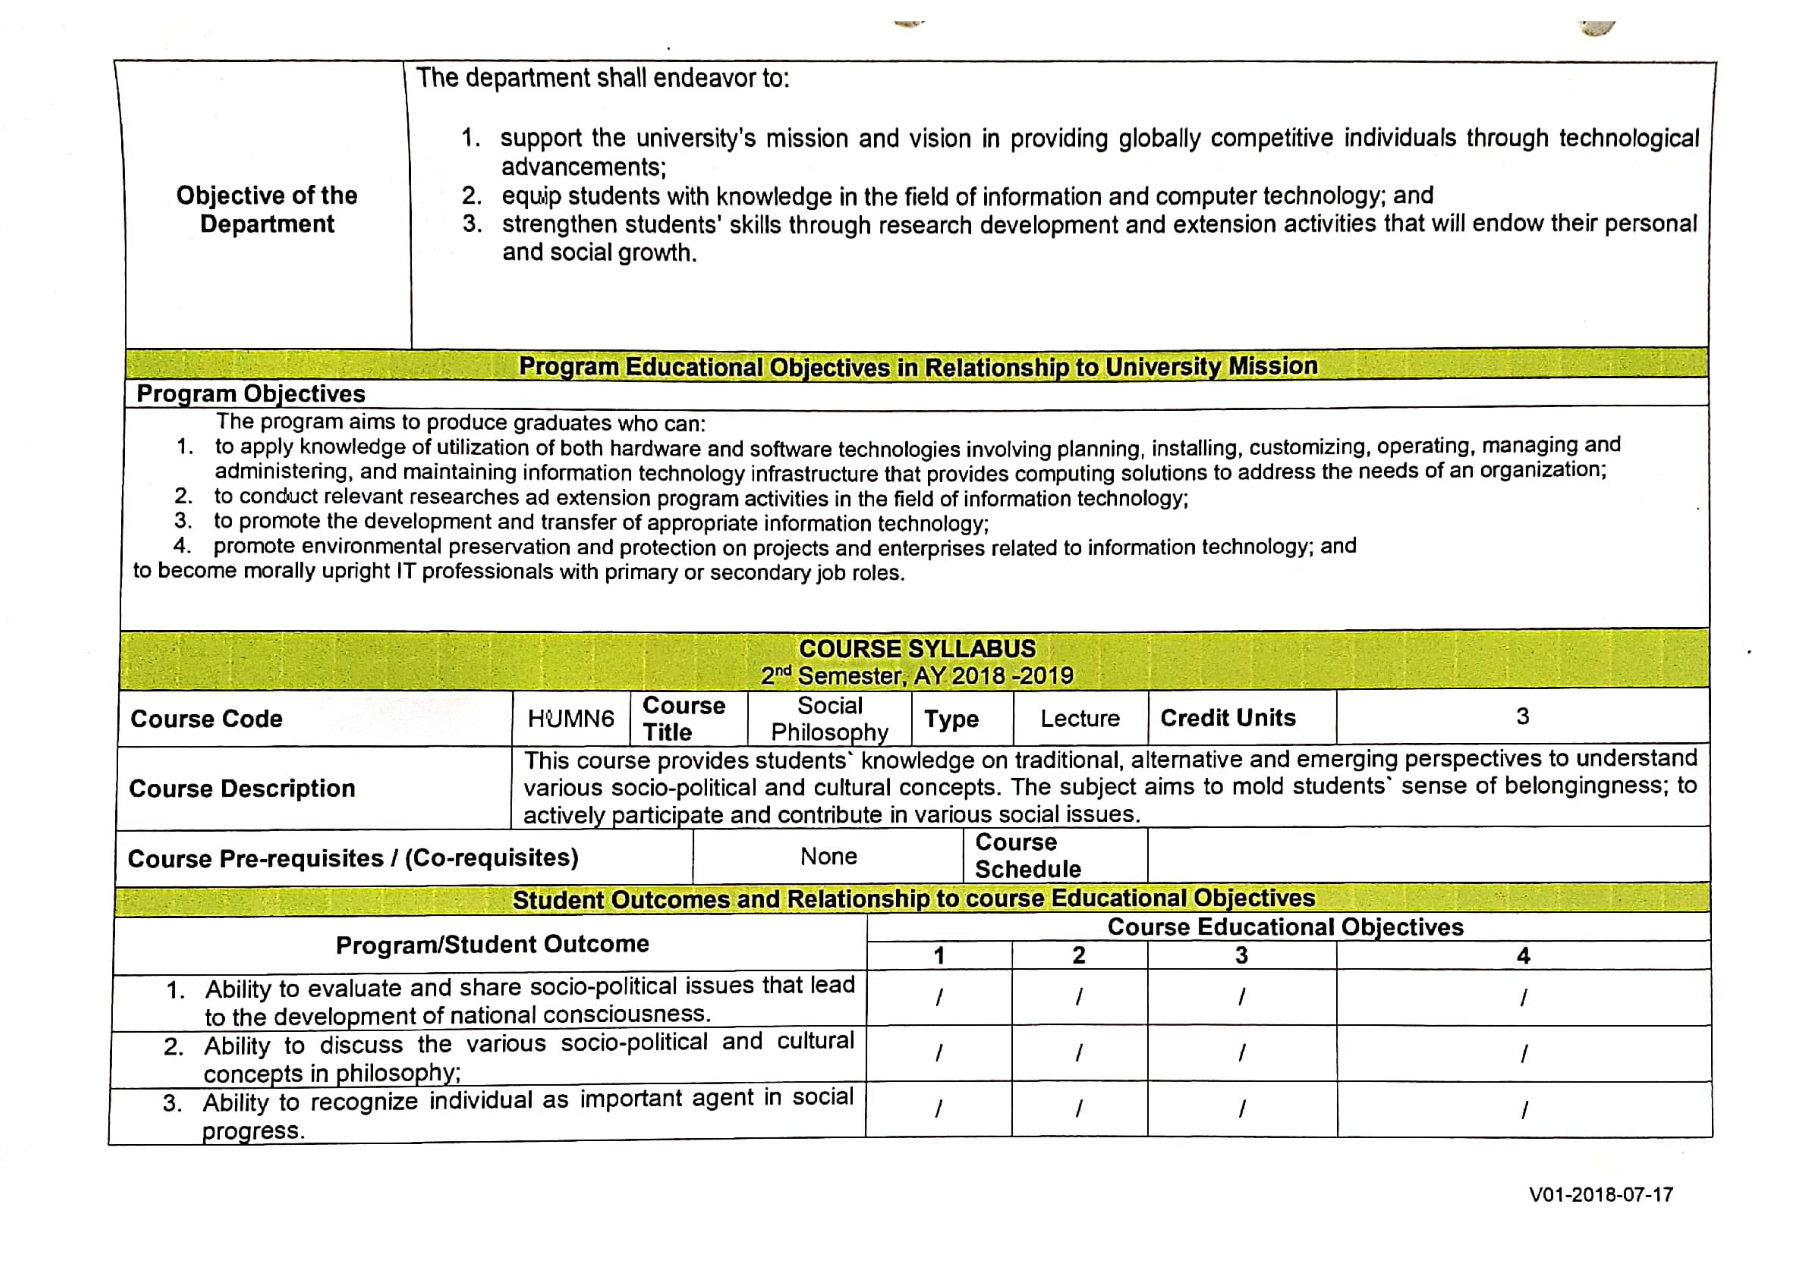 The department shall endeavor to:
1. support the university's mission and vision in providing globally competitive individuals through technological
advancements;
Objective of the
Department
2. equip students with knowledge in the field of information and computer technology; and
3. strengthen students' skills through research development and extension activities that will endow their personal
and social growth.
Program Educational Objectives in Relationship to University Mission
Program Objectives
The program aims to produce graduates who can:
1. to apply knowledge of utilization of both hardware and software technologies involving planning, installing, customizing, operating, managing and
administering, and maintaining information technology infrastructure that provides computing solutions to address the needs of an organization;
2. to conduct relevant researches ad extension program activities in the field of information technology;
3. to promote the development and transfer of appropriate information technology;
4. promote environmental preservation and protection on projects and enterprises related to information technology; and
to become morally upright IT professionals with primary or secondary job roles.
COURSE SYLLABUS
2nd Semester, AY 2018 -2019
Course Code HUMN6 Course Title Social Philosophy Type Lecture Credit Units 3
Course Description
This course provides students` knowledge on traditional, alternative and emerging perspectives to understand
various socio-political and cultural concepts. The subject aims to mold students` sense of belongingness; to
actively participate and contribute in various social issues.
Course Pre-requisites / (Co-requisites) None Course Schedule
Student Outcomes and Relationship to course Educational Objectives
Program/Student Outcome
Course Educational Objectives
1 2 3 4
1. Ability to evaluate and share socio-political issues that lead
to the development of national consciousness.
/ / / /
2. Ability to discuss the various socio-political and cultural
concepts in philosophy;
/ / / /
3. Ability to recognize individual as important agent in social
progress.
/ / / /
V01-2018-07-17